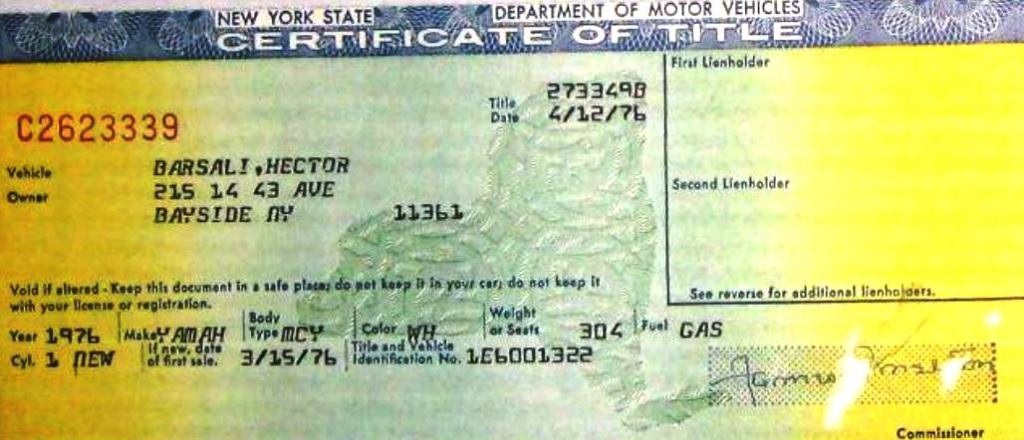 NEW YORK STATE DEPARTMENT OF MOTOR VEHICLES
CERTIFICATE OF TITLE
First Lienholder
273349B
Title
Date 4/12/76
C2623339
Vehicle
Owner
BARSALI,HECTOR
215 14 43 AVE
BAYSIDE NY 11361
Second Lienholder
Void if altered - Keep this document in a safe place; do not keep it in your car; do not keep it
with your license or registration.
See reverse for additional lienholders.
Year 1976 Make YAMAH Body Type MCY Color WH Weight or Seats 304 Fuel GAS
Cyl. 1 NEW If new, date of first sale. 3/15/76 Title and Vehicle Identification No. 1E6001322
Commissioner